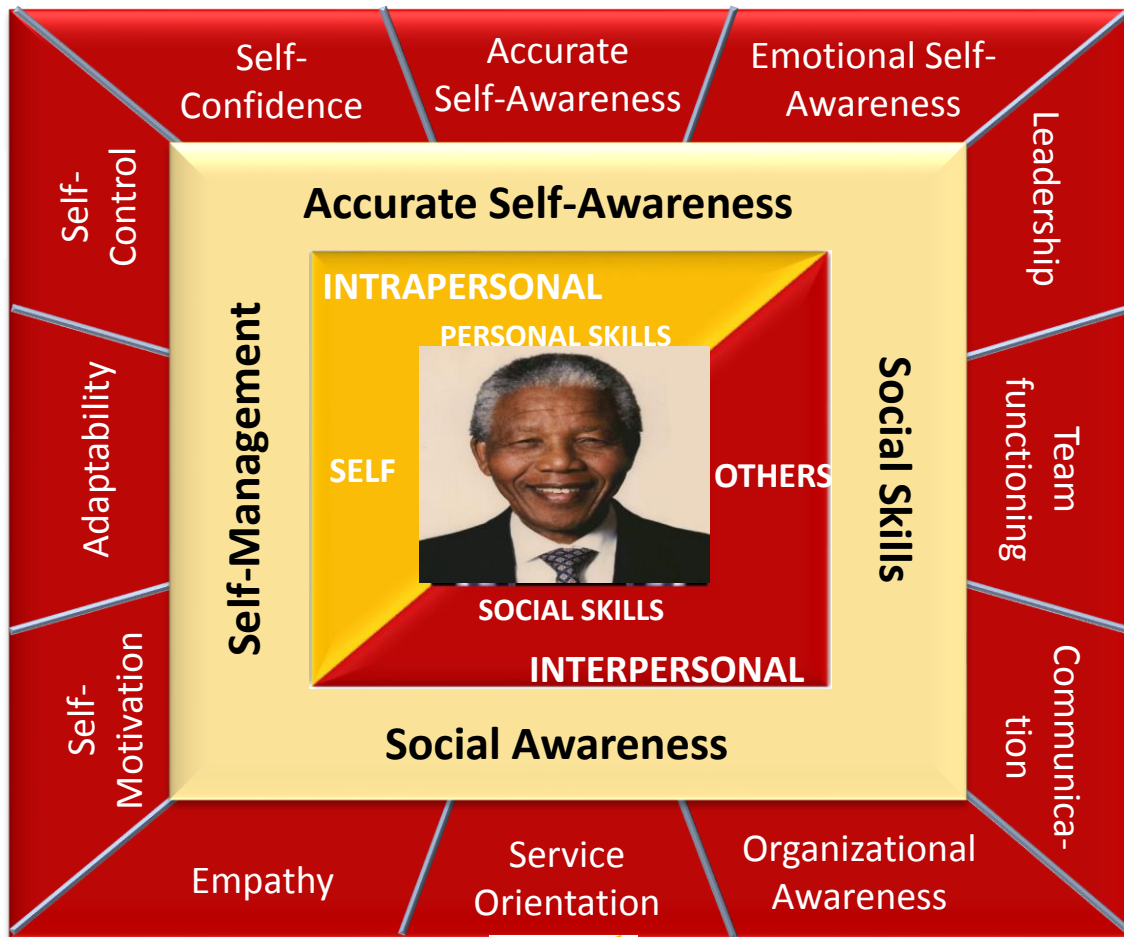 Self-
Confidence
Accurate
Self-Awareness
Emotional Self-
Awareness
Self-
Control
Adaptability
Self-
Motivation
Leadership
Team
functioning
Communica-
tion
Accurate Self-Awareness
Self-Management
Social Skills
INTRAPERSONAL
PERSONAL SKILLS
SELF
OTHERS
SOCIAL SKILLS
INTERPERSONAL
Social Awareness
Empathy
Service
Orientation
Organizational
Awareness